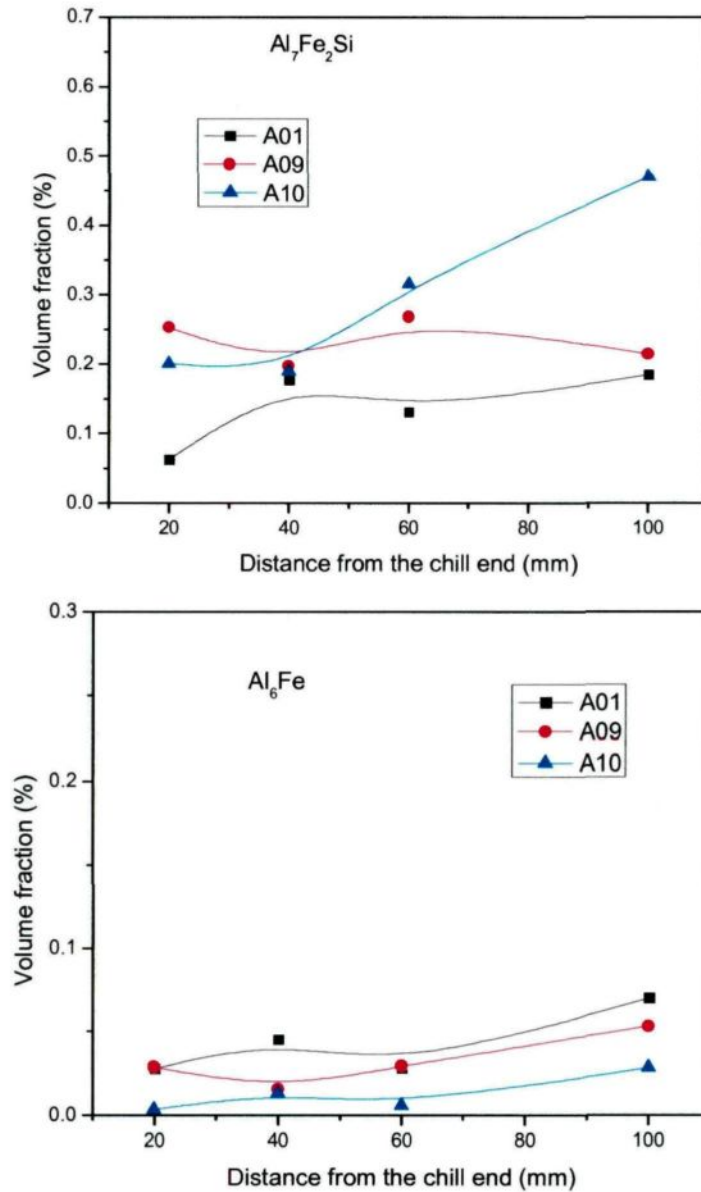 0.7
Al₇Fe₂Si
0.6
A01
0.5
A09
A10
0.4
0.3
0.2
0.1
0.0
Volume fraction (%)
20 40 60 80 100
Distance from the chill end (mm)
0.3
Al₆Fe
A01
A09
0.2
A10
0.1
0.0
Volume fraction (%)
20 40 60 80 100
Distance from the chill end (mm)